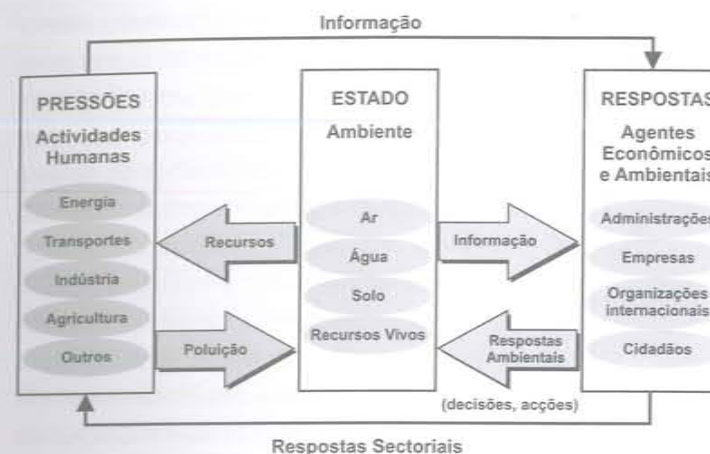 Informação
PRESSÕES
Actividades
Humanas
Energia
Transportes
Indústria
Agricultura
Outros
Recursos
Poluição
ESTADO
Ambiente
Ar
Água
Solo
Recursos Vivos
Informação
Respostas
Ambientais
(decisões, acções)
RESPOSTAS
Agentes
Econômicos
e Ambientais
Administrações
Empresas
Organizações
internacionais
Cidadãos
Respostas Sectoriais